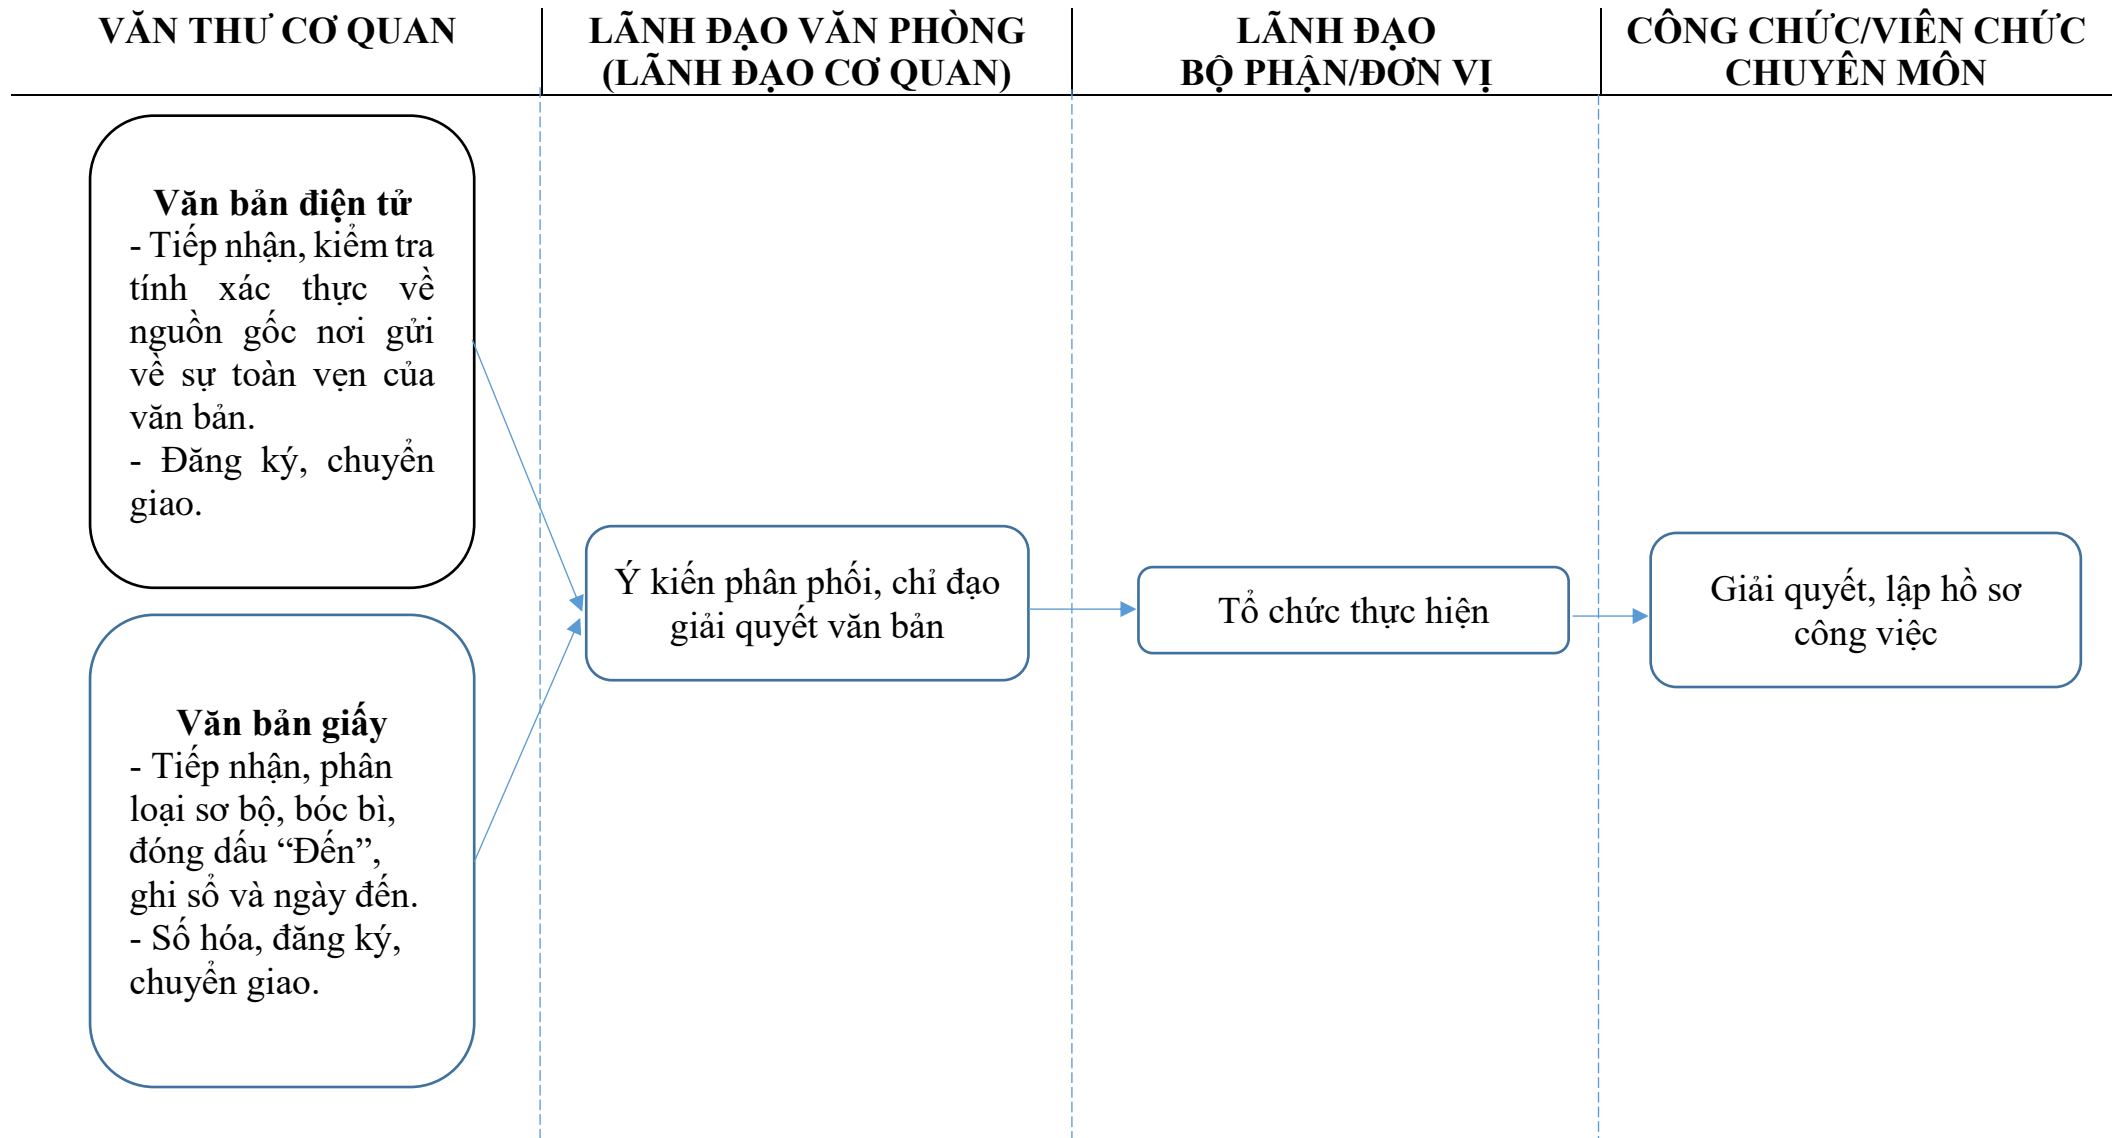 VĂN THƯ CƠ QUAN
LÃNH ĐẠO VĂN PHÒNG
(LÃNH ĐẠO CƠ QUAN)
LÃNH ĐẠO
BỘ PHẬN/ĐƠN VỊ
CÔNG CHỨC/VIÊN CHỨC
CHUYÊN MÔN
Văn bản điện tử
- Tiếp nhận, kiểm tra
tính xác thực về
nguồn gốc nơi gửi
về sự toàn vẹn của
văn bản.
- Đăng ký, chuyển
giao.
Văn bản giấy
- Tiếp nhận, phân
loại sơ bộ, bóc bì,
đóng dấu “Đến”,
ghi sổ và ngày đến.
- Số hóa, đăng ký,
chuyển giao.
Ý kiến phân phối, chỉ đạo
giải quyết văn bản
Tổ chức thực hiện
Giải quyết, lập hồ sơ
công việc